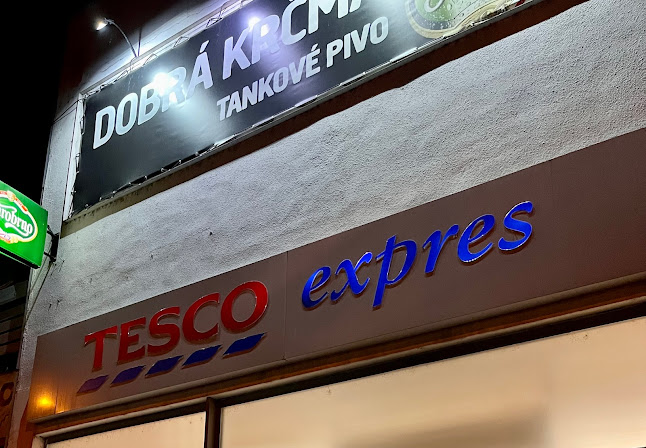 DOBRÁ KRČMA
TANKOVÉ PIVO
TESCO expres